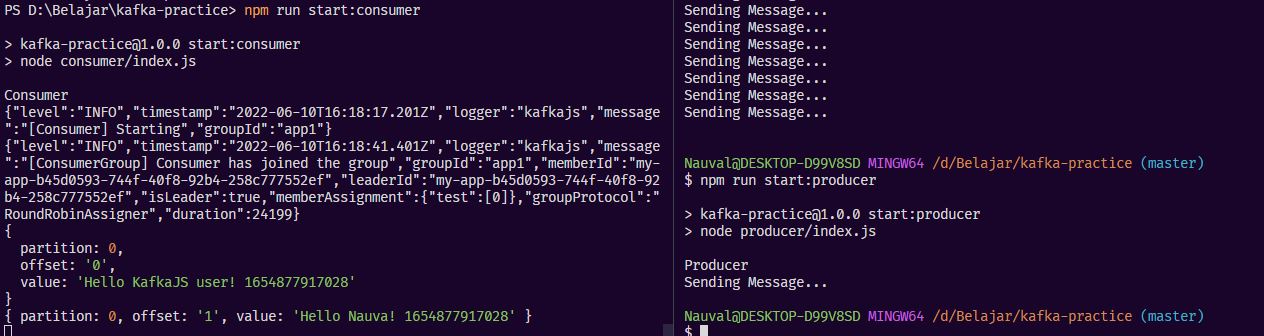 PS D:\Belajar\kafka-practice> npm run start:consumer
> kafka-practice@1.0.0 start:consumer
> node consumer/index.js
Consumer
{"level":"INFO","timestamp":"2022-06-10T16:18:17.201Z","logger":"kafkajs","message
":"[Consumer] Starting","groupId":"app1"}
{"level":"INFO","timestamp":"2022-06-10T16:18:41.401Z","logger":"kafkajs","message
":"[ConsumerGroup] Consumer has joined the group","groupId":"app1","memberId":"my-
app-b45d0593-744f-40f8-92b4-258c777552ef","leaderId":"my-app-b45d0593-744f-40f8-92
b4-258c777552ef","isLeader":true,"memberAssignment":{"test":[0]},"groupProtocol":"
RoundRobinAssigner","duration":24199}
{
  partition: 0,
  offset: '0',
  value: 'Hello KafkaJS user! 1654877917028'
}
{ partition: 0, offset: '1', value: 'Hello Nauva! 1654877917028' }
Sending Message...
Sending Message...
Sending Message...
Sending Message...
Sending Message...
Sending Message...
Sending Message...
Nauval@DESKTOP-D99V8SD MINGW64 /d/Belajar/kafka-practice (master)
$ npm run start:producer
> kafka-practice@1.0.0 start:producer
> node producer/index.js
Producer
Sending Message...
Nauval@DESKTOP-D99V8SD MINGW64 /d/Belajar/kafka-practice (master)
$